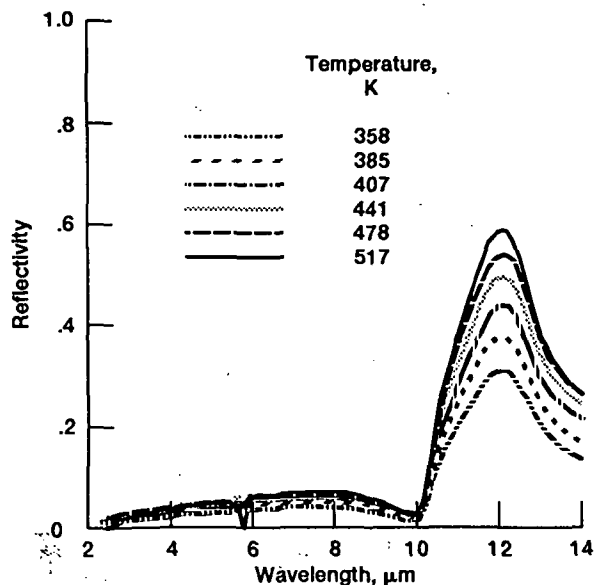 1.0
Temperature,
K
.8
358
385
407
.6
441
478
517
Reflectivity
.4
.2
0
2 4 6 8 10 12 14
Wavelength, µm